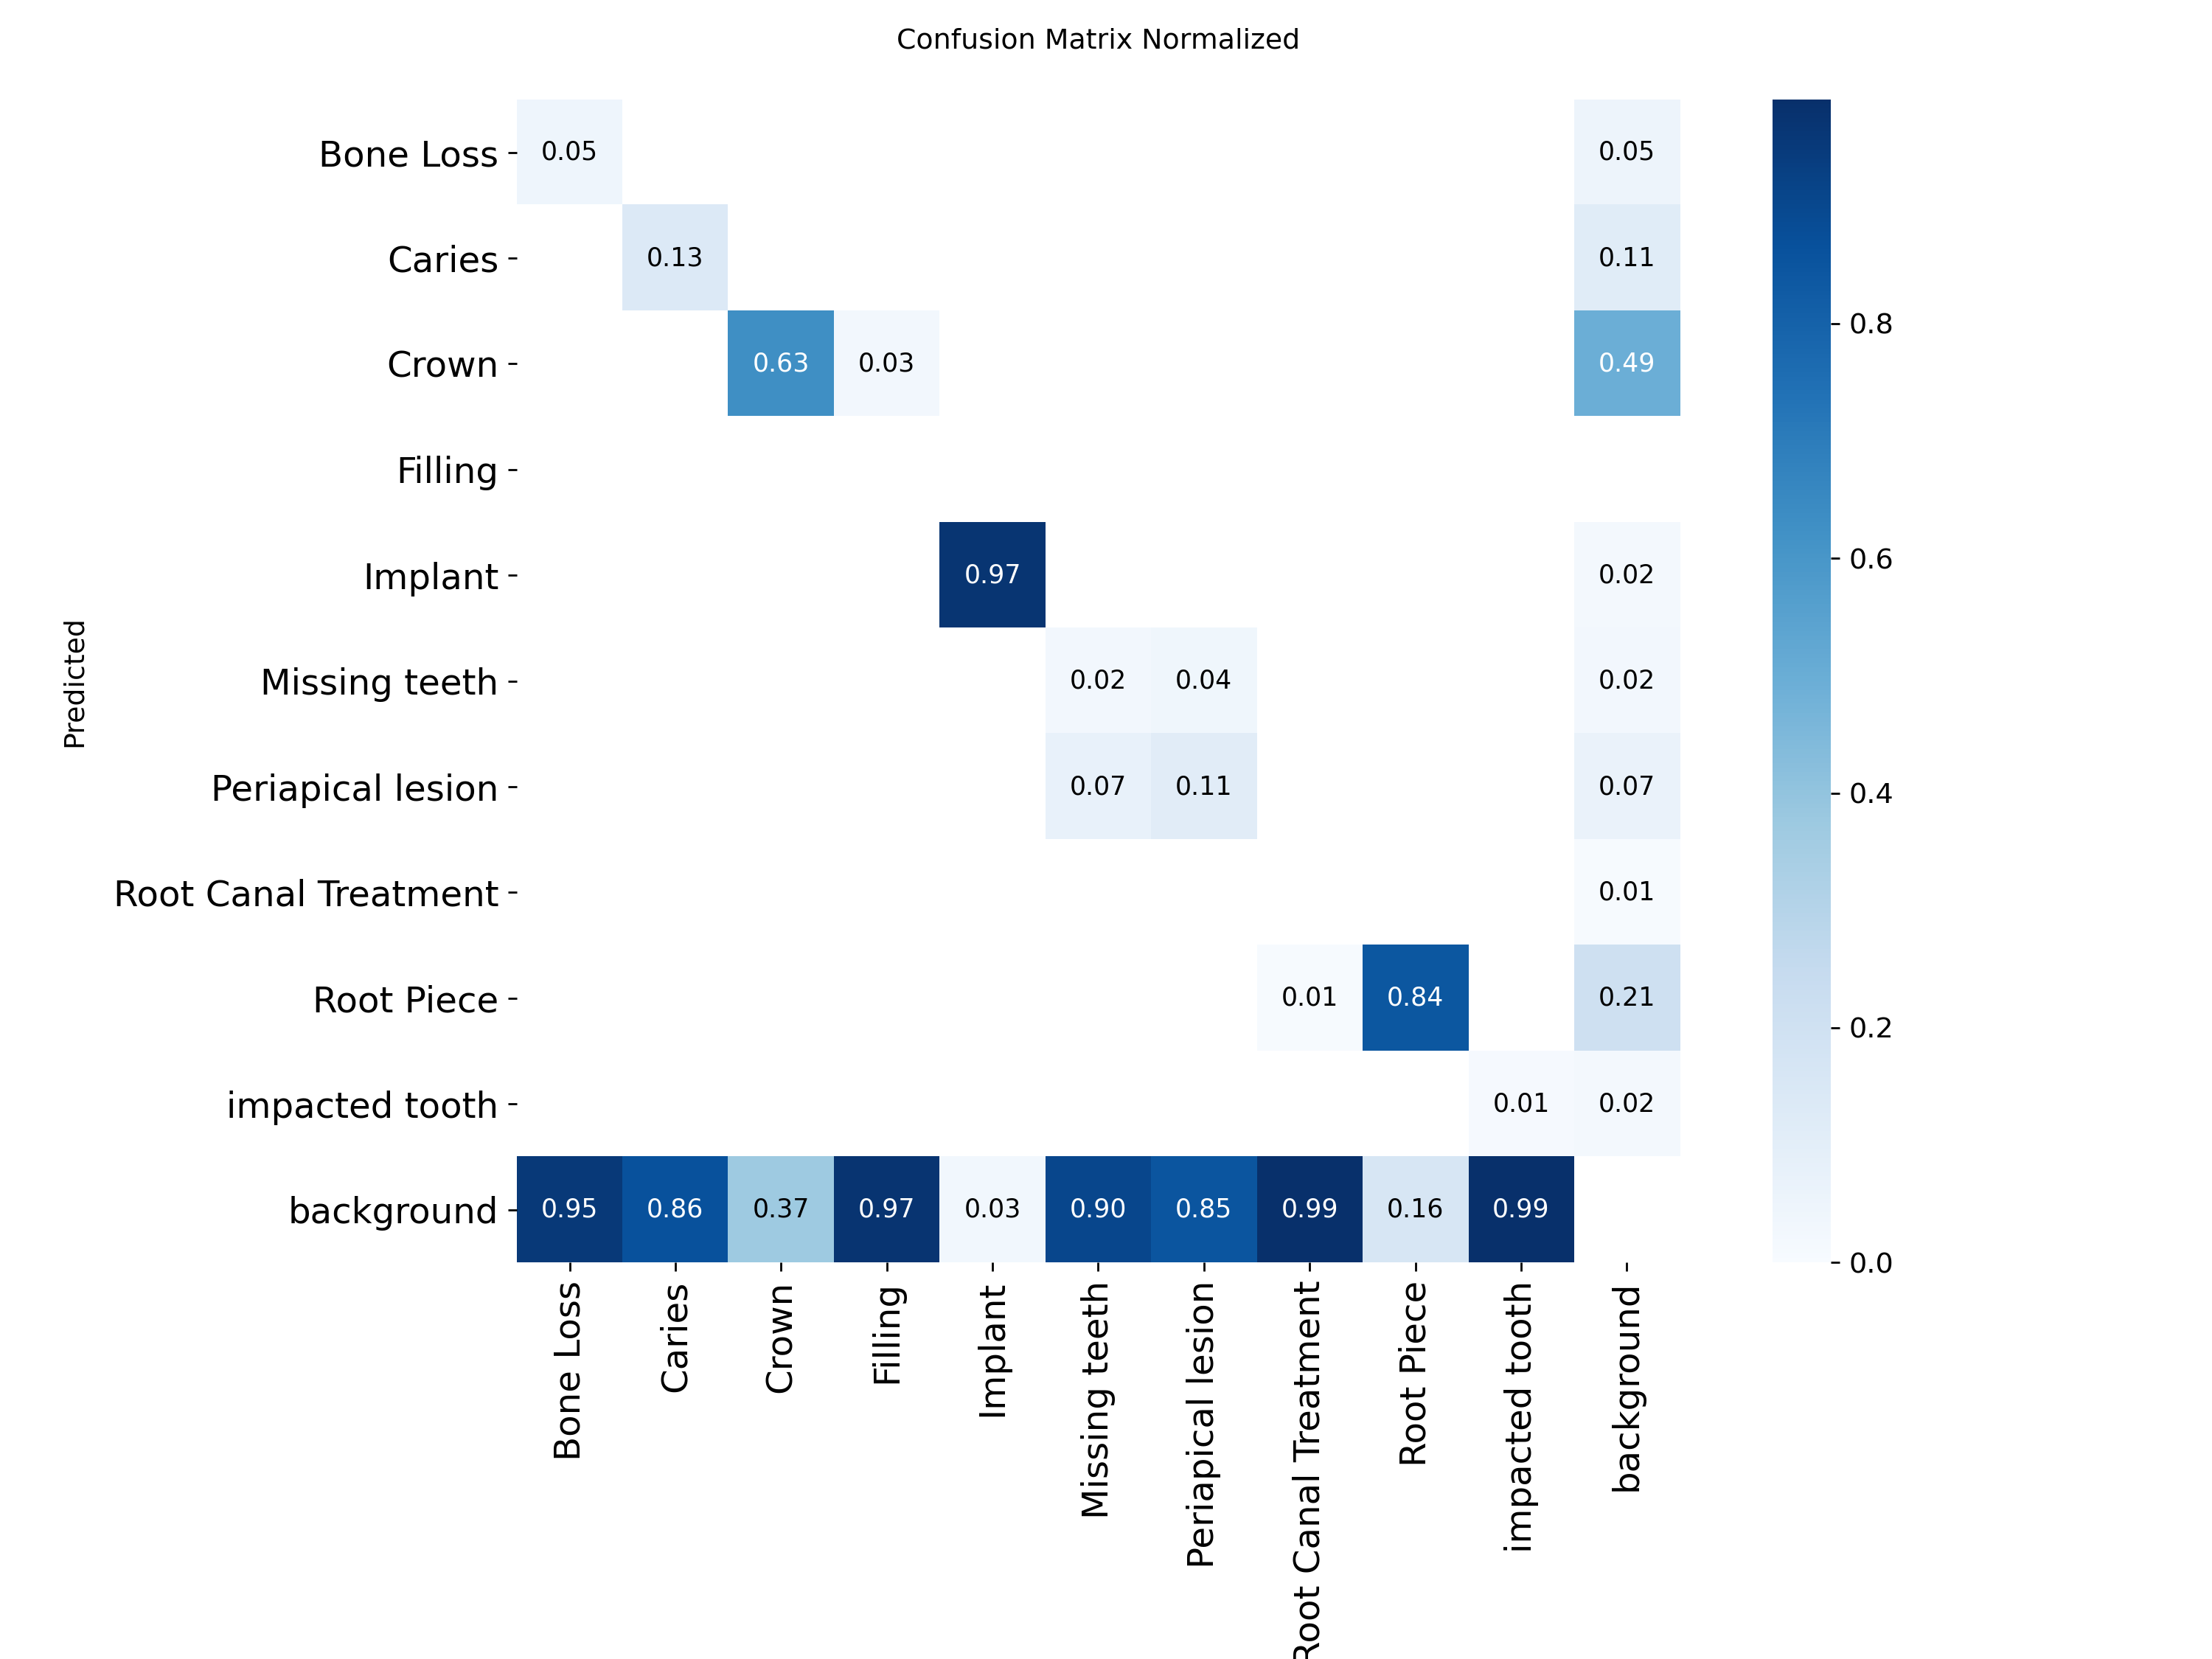 Confusion Matrix Normalized
Predicted
Bone Loss 0.05 0.05
Caries 0.13 0.11
Crown 0.63 0.03 0.49
Filling
Implant 0.97 0.02
Missing teeth 0.02 0.04 0.02
Periapical lesion 0.07 0.11 0.07
Root Canal Treatment 0.01
Root Piece 0.01 0.84 0.21
impacted tooth 0.01 0.02
background 0.95 0.86 0.37 0.97 0.03 0.90 0.85 0.99 0.16 0.99
Bone Loss
Caries
Crown
Filling
Implant
Missing teeth
Periapical lesion
Root Canal Treatment
Root Piece
impacted tooth
background
0.8
0.6
0.4
0.2
0.0